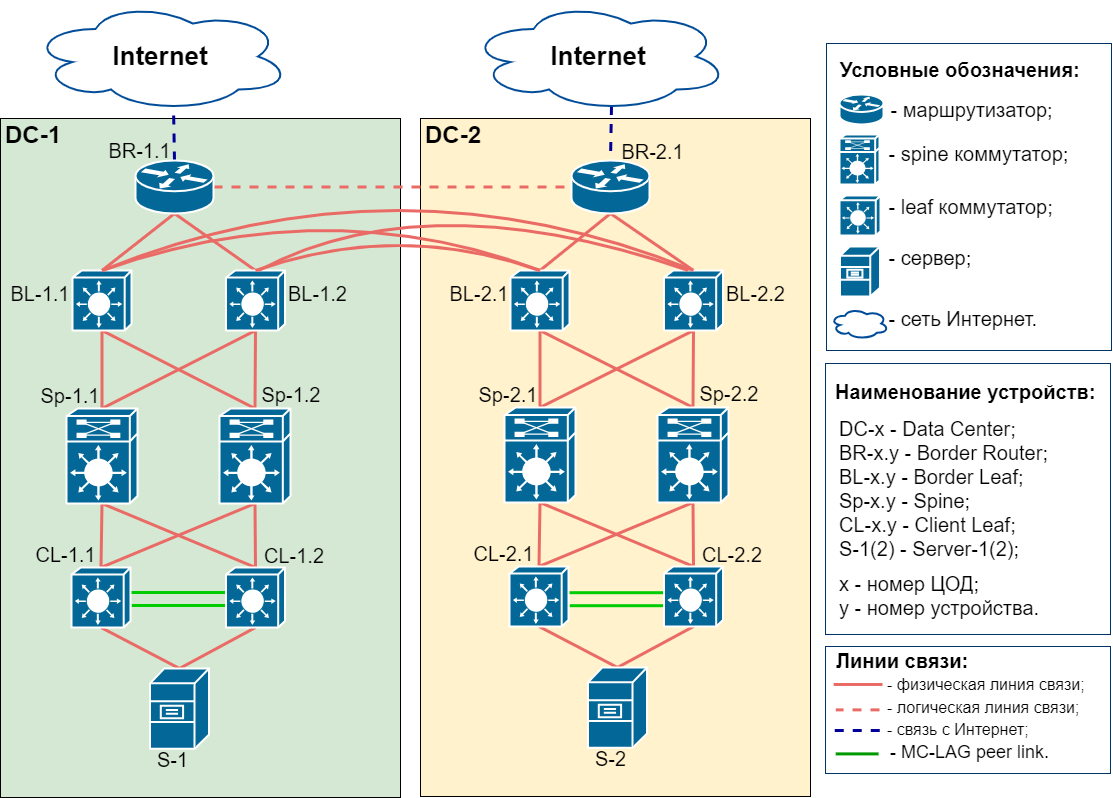 Internet
Internet
DC-1
DC-2
BR-1.1
BR-2.1
BL-1.1
BL-1.2
BL-2.1
BL-2.2
Sp-1.1
Sp-1.2
Sp-2.1
Sp-2.2
CL-1.1
CL-1.2
CL-2.1
CL-2.2
S-1
S-2
Условные обозначения:
- маршрутизатор;
- spine коммутатор;
- leaf коммутатор;
- сервер;
- сеть Интернет.
Наименование устройств:
DC-x - Data Center;
BR-x.y - Border Router;
BL-x.y - Border Leaf;
Sp-x.y - Spine;
CL-x.y - Client Leaf;
S-1(2) - Server-1(2);
x - номер ЦОД;
y - номер устройства.
Линии связи:
- физическая линия связи;
- логическая линия связи;
- связь с Интернет;
- MC-LAG peer link.